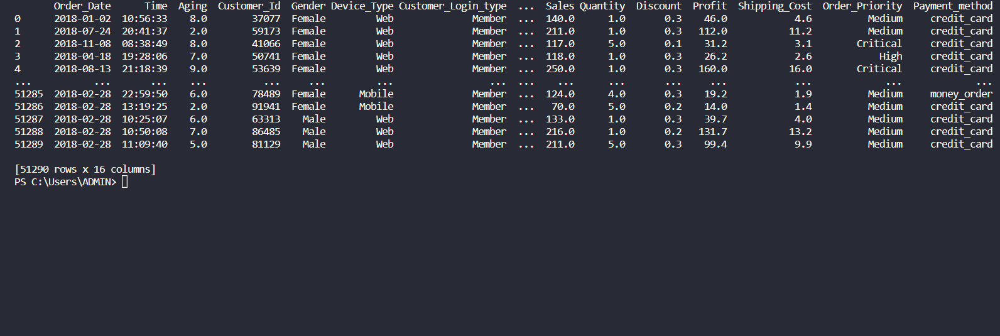 Order_Date Time Aging Customer_Id Gender Device_Type Customer_Login_type ... Sales Quantity Discount Profit Shipping_Cost Order_Priority Payment_method
0 2018-01-02 10:56:33 8.0 37077 Female Web Member ... 140.0 1.0 0.3 46.0 4.6 Medium credit_card
1 2018-07-24 20:41:37 2.0 59173 Female Web Member ... 211.0 1.0 0.3 112.0 11.2 Medium credit_card
2 2018-11-08 08:38:49 8.0 41066 Female Web Member ... 117.0 5.0 0.1 31.2 3.1 Critical credit_card
3 2018-04-18 19:28:06 7.0 50741 Female Web Member ... 118.0 1.0 0.3 26.2 2.6 High credit_card
4 2018-08-13 21:18:39 9.0 53639 Female Web Member ... 250.0 1.0 0.3 160.0 16.0 Critical credit_card
... ... ... ... ... ... ... ... ... ... ... ... ... ... ... ...
51285 2018-02-28 22:59:50 6.0 78489 Female Mobile Member ... 124.0 4.0 0.3 19.2 1.9 Medium money_order
51286 2018-02-28 13:19:25 2.0 91941 Female Mobile Member ... 70.0 5.0 0.2 14.0 1.4 Medium credit_card
51287 2018-02-28 10:25:07 6.0 63313 Male Web Member ... 133.0 1.0 0.3 39.7 4.0 Medium credit_card
51288 2018-02-28 10:50:08 7.0 86485 Male Web Member ... 216.0 1.0 0.2 131.7 13.2 Medium credit_card
51289 2018-02-28 11:09:40 5.0 81129 Male Web Member ... 211.0 5.0 0.3 99.4 9.9 Medium credit_card
[51290 rows x 16 columns]
PS C:\Users\ADMIN>